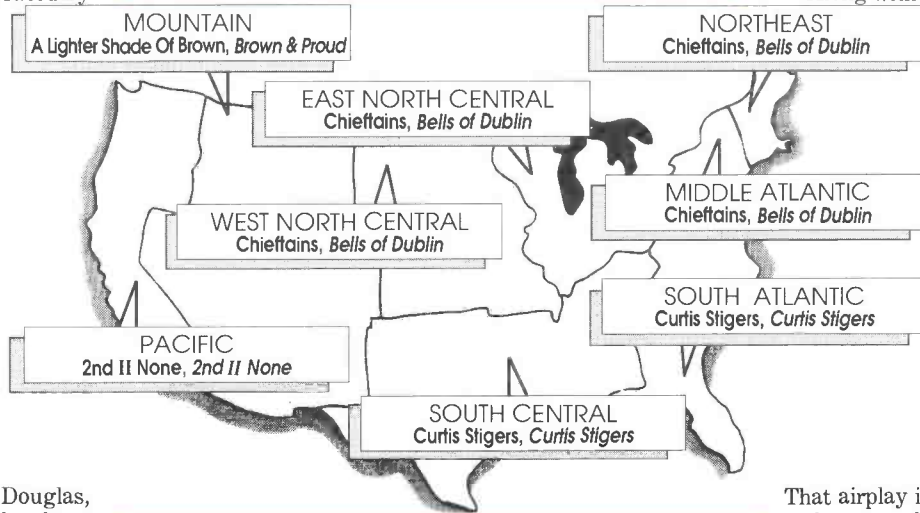 MOUNTAIN
A Lighter Shade Of Brown, Brown & Proud
NORTHEAST
Chieftains, Bells of Dublin
EAST NORTH CENTRAL
Chieftains, Bells of Dublin
MIDDLE ATLANTIC
Chieftains, Bells of Dublin
WEST NORTH CENTRAL
Chieftains, Bells of Dublin
SOUTH ATLANTIC
Curtis Stigers, Curtis Stigers
PACIFIC
2nd II None, 2nd II None
SOUTH CENTRAL
Curtis Stigers, Curtis Stigers
Douglas,
That airplay i